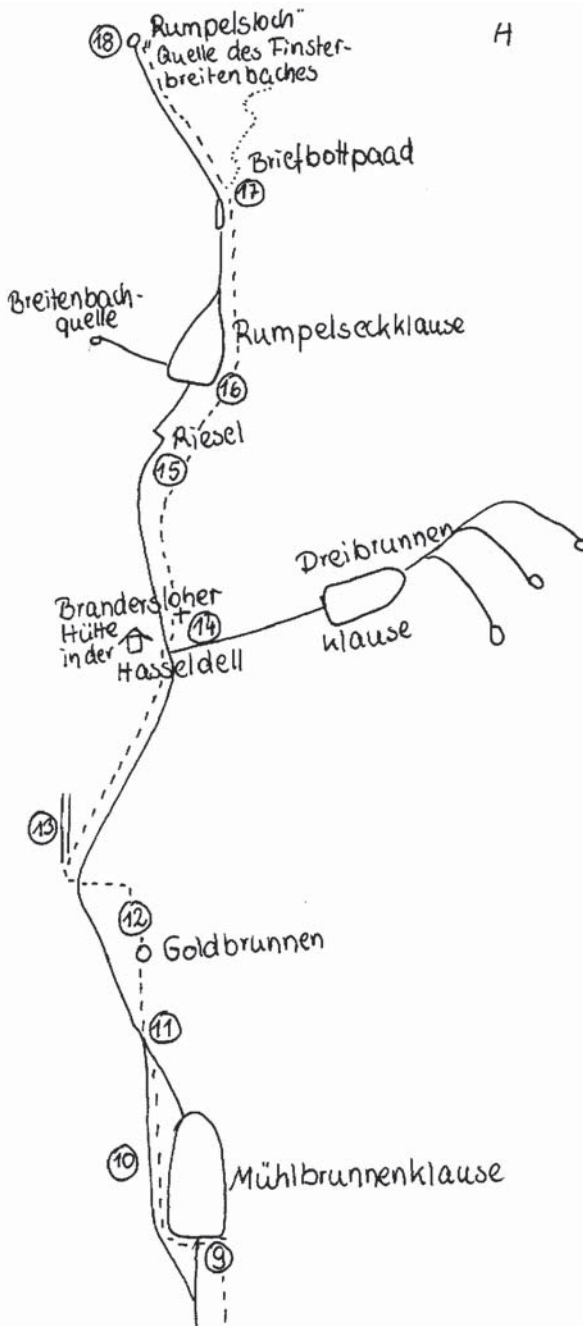 H
18 "Rumpelsloch"
Quelle des Finster-
breitenbaches
Briefbottpaad
17
Breitenbach-
quelle
Rumpelseckklause
16
Riesel
15
Dreibrunnen
klause
Brandersloher
Hütte
in der
14
Hasseldell
13
12
Goldbrunnen
11
10
Mühlbrunnenklause
9